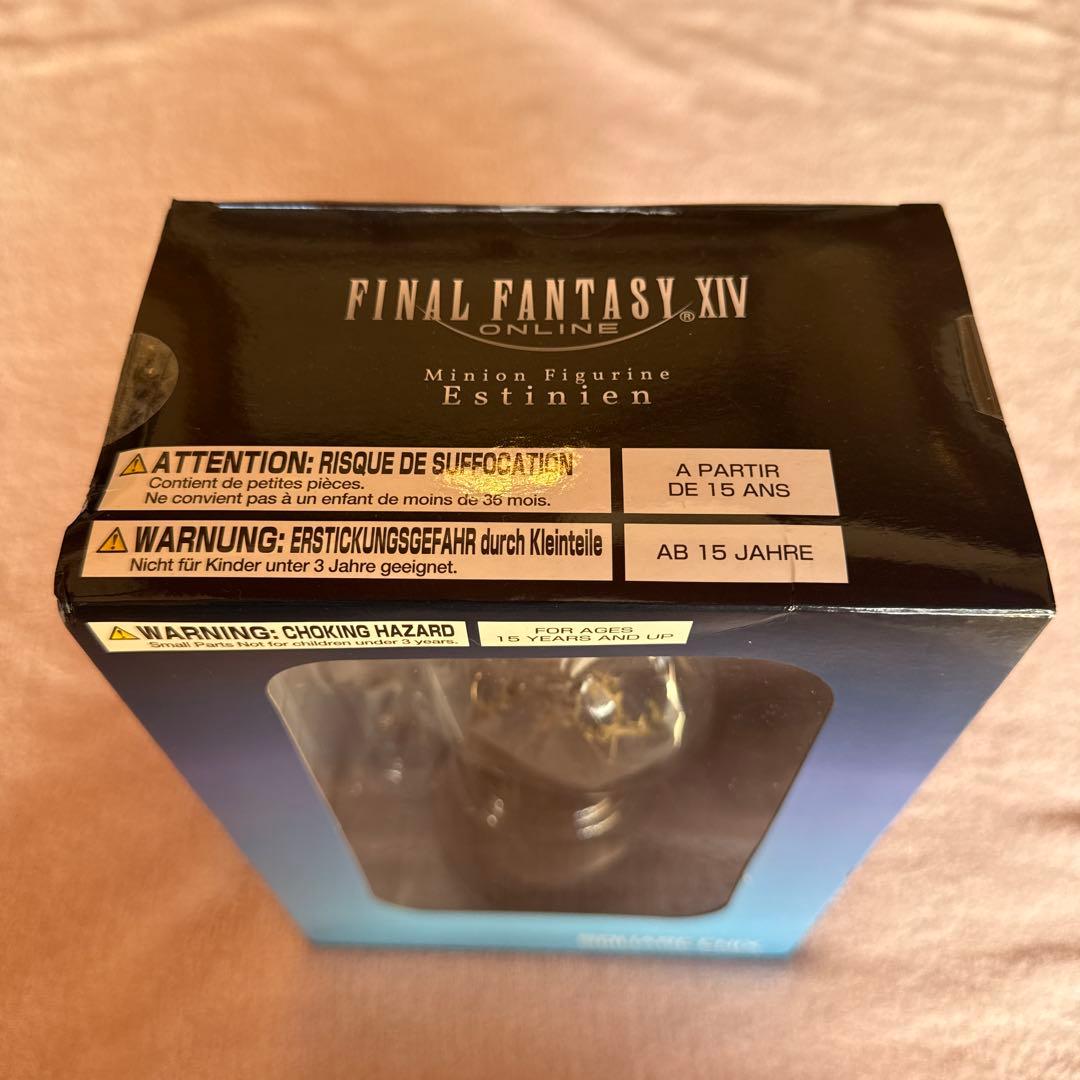 FINAL FANTASY® XIV
ONLINE
Minion Figurine
Estinien
⚠ ATTENTION: RISQUE DE SUFFOCATION
Contient de petites pièces.
Ne convient pas à un enfant de moins de 36 mois.
A PARTIR
DE 15 ANS
⚠ WARNUNG: ERSTICKUNGSGEFAHR durch Kleinteile
Nicht für Kinder unter 3 Jahre geeignet.
AB 15 JAHRE
⚠ WARNING: CHOKING HAZARD
Small Parts Not for children under 3 years.
FOR AGES
15 YEARS AND UP